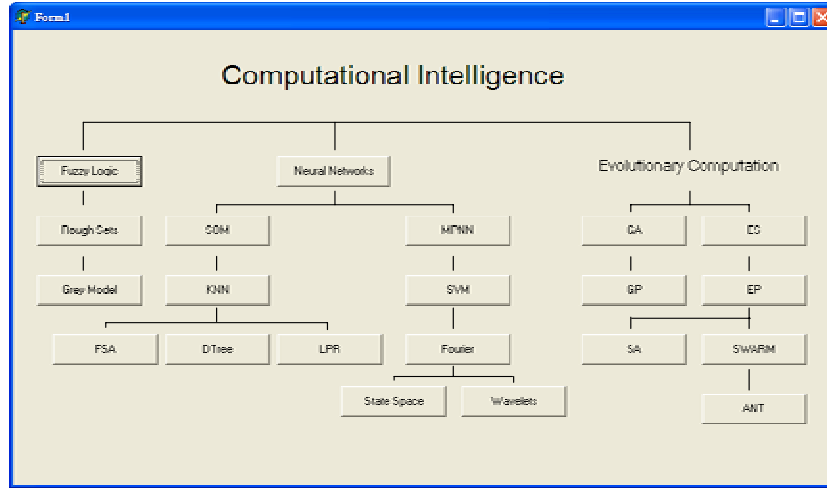 Form1
Computational Intelligence
Fuzzy Logic
Neural Networks
Evolutionary Computation
Rough Sets
SOM
MPNN
GA
ES
Grey Model
KNN
SVM
GP
EP
FSA
DTree
LPR
Fourier
SA
SWARM
State Space
Wavelets
ANT